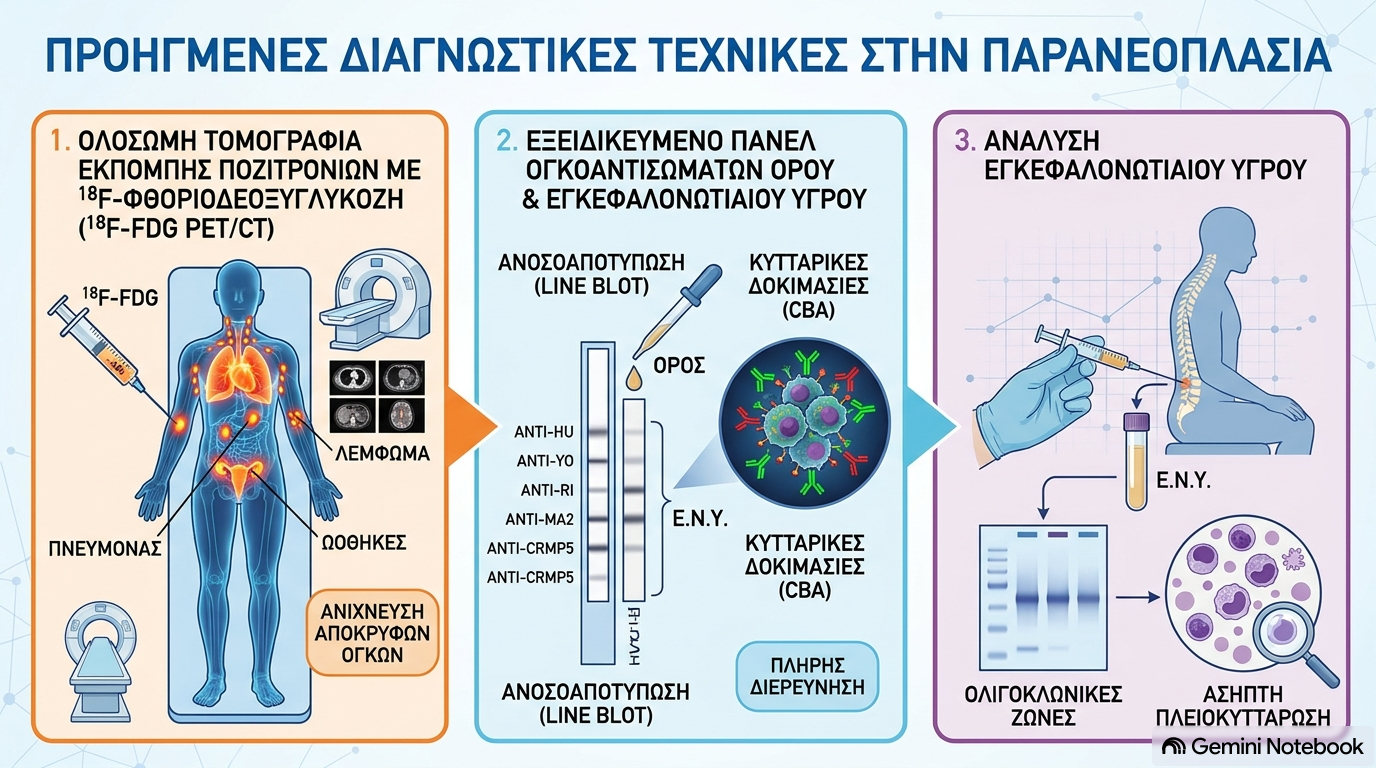 ΠΡΟΗΓΜΕΝΕΣ ΔΙΑΓΝΩΣΤΙΚΕΣ ΤΕΧΝΙΚΕΣ ΣΤΗΝ ΠΑΡΑΝΕΟΠΛΑΣΙΑ
1. ΟΛΟΣΩΜΗ ΤΟΜΟΓΡΑΦΙΑ
ΕΚΠΟΜΠΗΣ ΠΟΖΙΤΡΟΝΙΩΝ ΜΕ
¹⁸F-ΦΘΟΡΙΟΔΕΟΞΥΓΛΥΚΟΖΗ
(¹⁸F-FDG PET/CT)
¹⁸F-FDG
ΛΕΜΦΩΜΑ
ΠΝΕΥΜΟΝΑΣ
ΩΟΘΗΚΕΣ
ΑΝΙΧΝΕΥΣΗ
ΑΠΟΚΡΥΦΩΝ
ΟΓΚΩΝ
2. ΕΞΕΙΔΙΚΕΥΜΕΝΟ ΠΑΝΕΛ
ΟΓΚΟΑΝΤΙΣΩΜΑΤΩΝ ΟΡΟΥ
& ΕΓΚΕΦΑΛΟΝΩΤΙΑΙΟΥ ΥΓΡΟΥ
ΑΝΟΣΟΑΠΟΤΥΠΩΣΗ
(LINE BLOT)
ΚΥΤΤΑΡΙΚΕΣ
ΔΟΚΙΜΑΣΙΕΣ
(CBA)
ΟΡΟΣ
ANTI-HU
ANTI-YO
ANTI-RI
ANTI-MA2
ANTI-CRMP5
ANTI-CRMP5
Ε.Ν.Υ.
ΚΥΤΤΑΡΙΚΕΣ
ΔΟΚΙΜΑΣΙΕΣ
(CBA)
ΑΝΟΣΟΑΠΟΤΥΠΩΣΗ
(LINE BLOT)
ΠΛΗΡΗΣ
ΔΙΕΡΕΥΝΗΣΗ
3. ΑΝΑΛΥΣΗ
ΕΓΚΕΦΑΛΟΝΩΤΙΑΙΟΥ ΥΓΡΟΥ
Ε.Ν.Υ.
ΟΛΙΓΟΚΛΩΝΙΚΕΣ
ΖΩΝΕΣ
ΑΣΗΠΤΗ
ΠΛΕΙΟΚΥΤΤΑΡΩΣΗ
Gemini Notebook